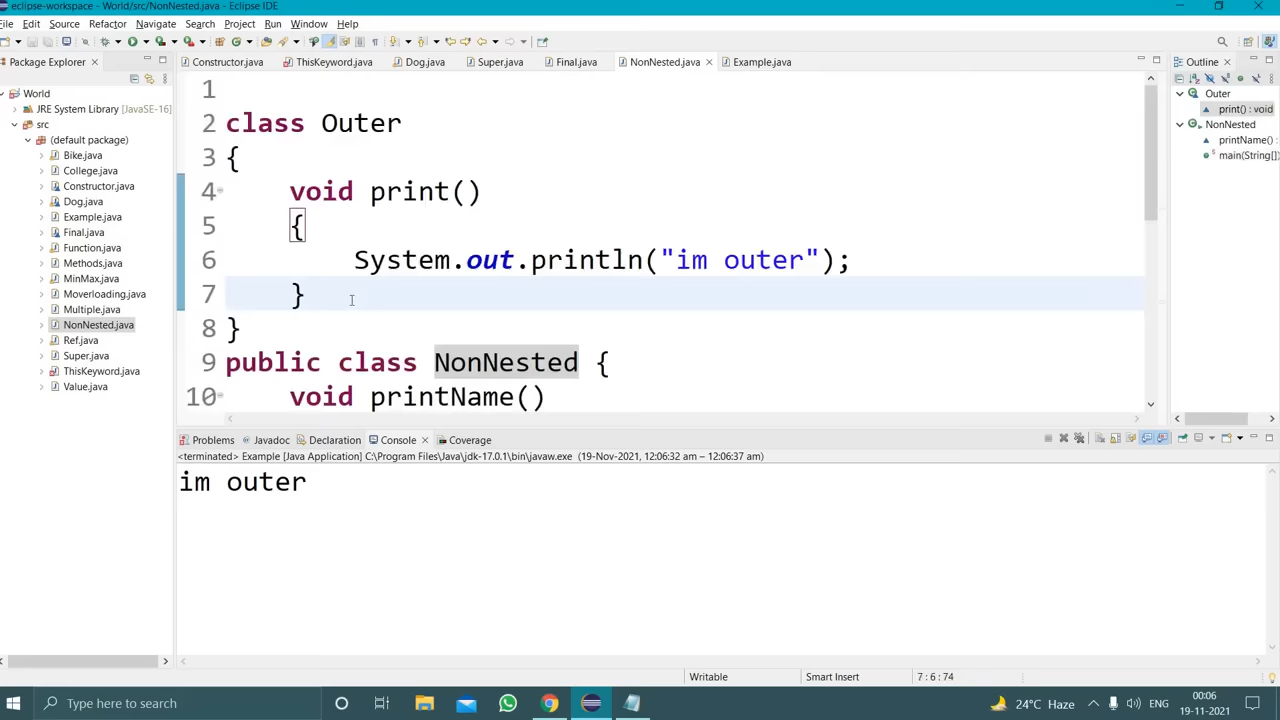 eclipse-workspace - World/src/NonNested.java - Eclipse IDE
File Edit Source Refactor Navigate Search Project Run Window Help
Package Explorer
Constructor.java ThisKeyword.java Dog.java Super.java Final.java NonNested.java Example.java
Outline
World
JRE System Library [JavaSE-16]
src
(default package)
Bike.java
College.java
Constructor.java
Dog.java
Example.java
Final.java
Function.java
Methods.java
MinMax.java
Moverloading.java
Multiple.java
NonNested.java
Ref.java
Super.java
ThisKeyword.java
Value.java
1
2 class Outer
3 {
4 void print()
5 {
6 System.out.println("im outer");
7 }
8 }
9 public class NonNested {
10 void printName()
Outer
print() : void
NonNested
printName() :
main(String[])
Problems Javadoc Declaration Console Coverage
<terminated> Example [Java Application] C:\Program Files\Java\jdk-17.0.1\bin\javaw.exe (19-Nov-2021, 12:06:32 am – 12:06:37 am)
im outer
Writable Smart Insert 7 : 6 : 74
Type here to search
24°C Haze ENG 00:06
19-11-2021